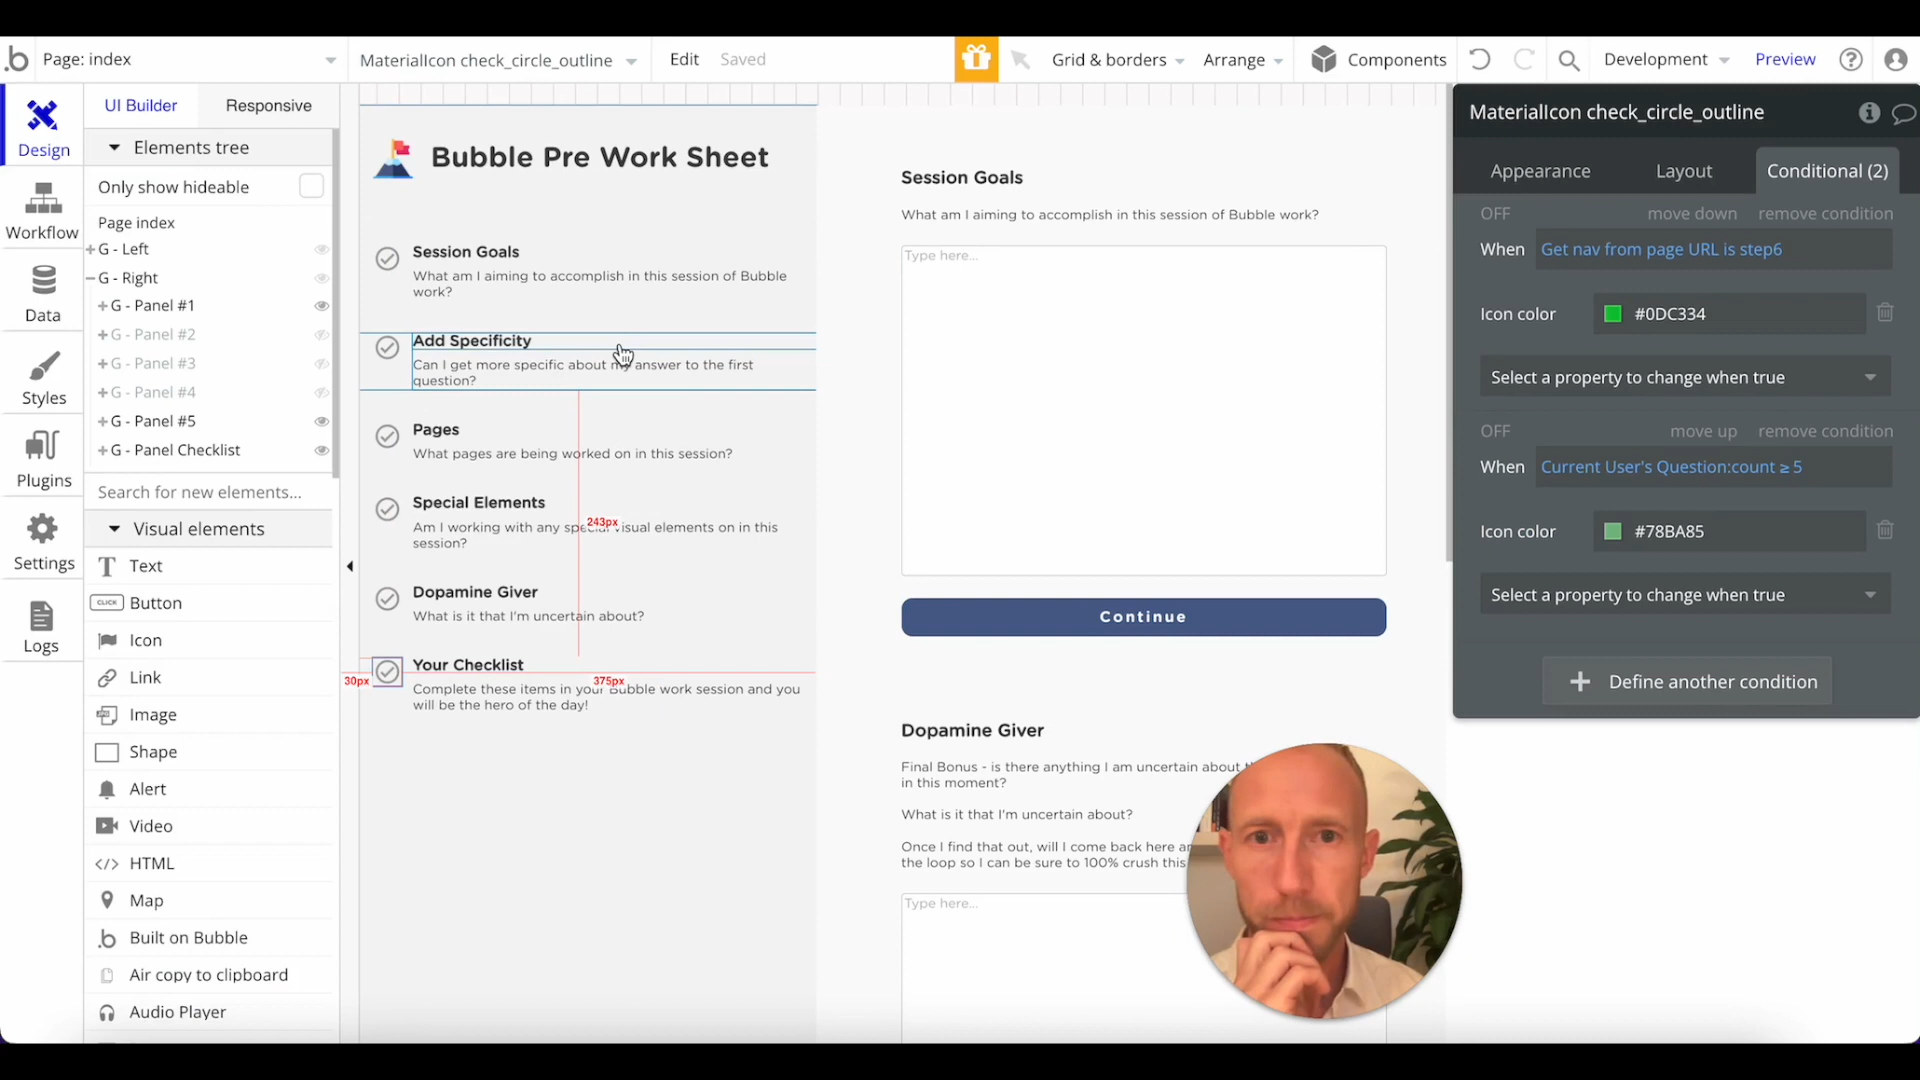 Page: index
MaterialIcon check_circle_outline
Edit
Saved
Grid & borders
Arrange
Components
Development
Preview
UI Builder
Responsive
Design
Workflow
Data
Styles
Plugins
Settings
Logs
Elements tree
Only show hideable
Page index
G - Left
G - Right
G - Panel #1
G - Panel #2
G - Panel #3
G - Panel #4
G - Panel #5
G - Panel Checklist
Search for new elements...
Visual elements
Text
CLICK Button
Icon
Link
Image
Shape
Alert
Video
HTML
Map
Built on Bubble
Air copy to clipboard
Audio Player
Bubble Pre Work Sheet
Session Goals
What am I aiming to accomplish in this session of Bubble
work?
Add Specificity
Can I get more specific about my answer to the first
question?
Pages
What pages are being worked on in this session?
Special Elements
Am I working with any special visual elements on in this
session?
243px
Dopamine Giver
What is it that I'm uncertain about?
Your Checklist
30px
375px
Complete these items in your Bubble work session and you
will be the hero of the day!
Session Goals
What am I aiming to accomplish in this session of Bubble work?
Type here...
Continue
Dopamine Giver
Final Bonus - is there anything I am uncertain about
in this moment?
What is it that I'm uncertain about?
Once I find that out, will I come back here
the loop so I can be sure to 100% crush this
Type here...
MaterialIcon check_circle_outline
Appearance
Layout
Conditional (2)
OFF
move down
remove condition
When
Get nav from page URL is step6
Icon color
#0DC334
Select a property to change when true
OFF
move up
remove condition
When
Current User's Question:count ≥ 5
Icon color
#78BA85
Select a property to change when true
Define another condition